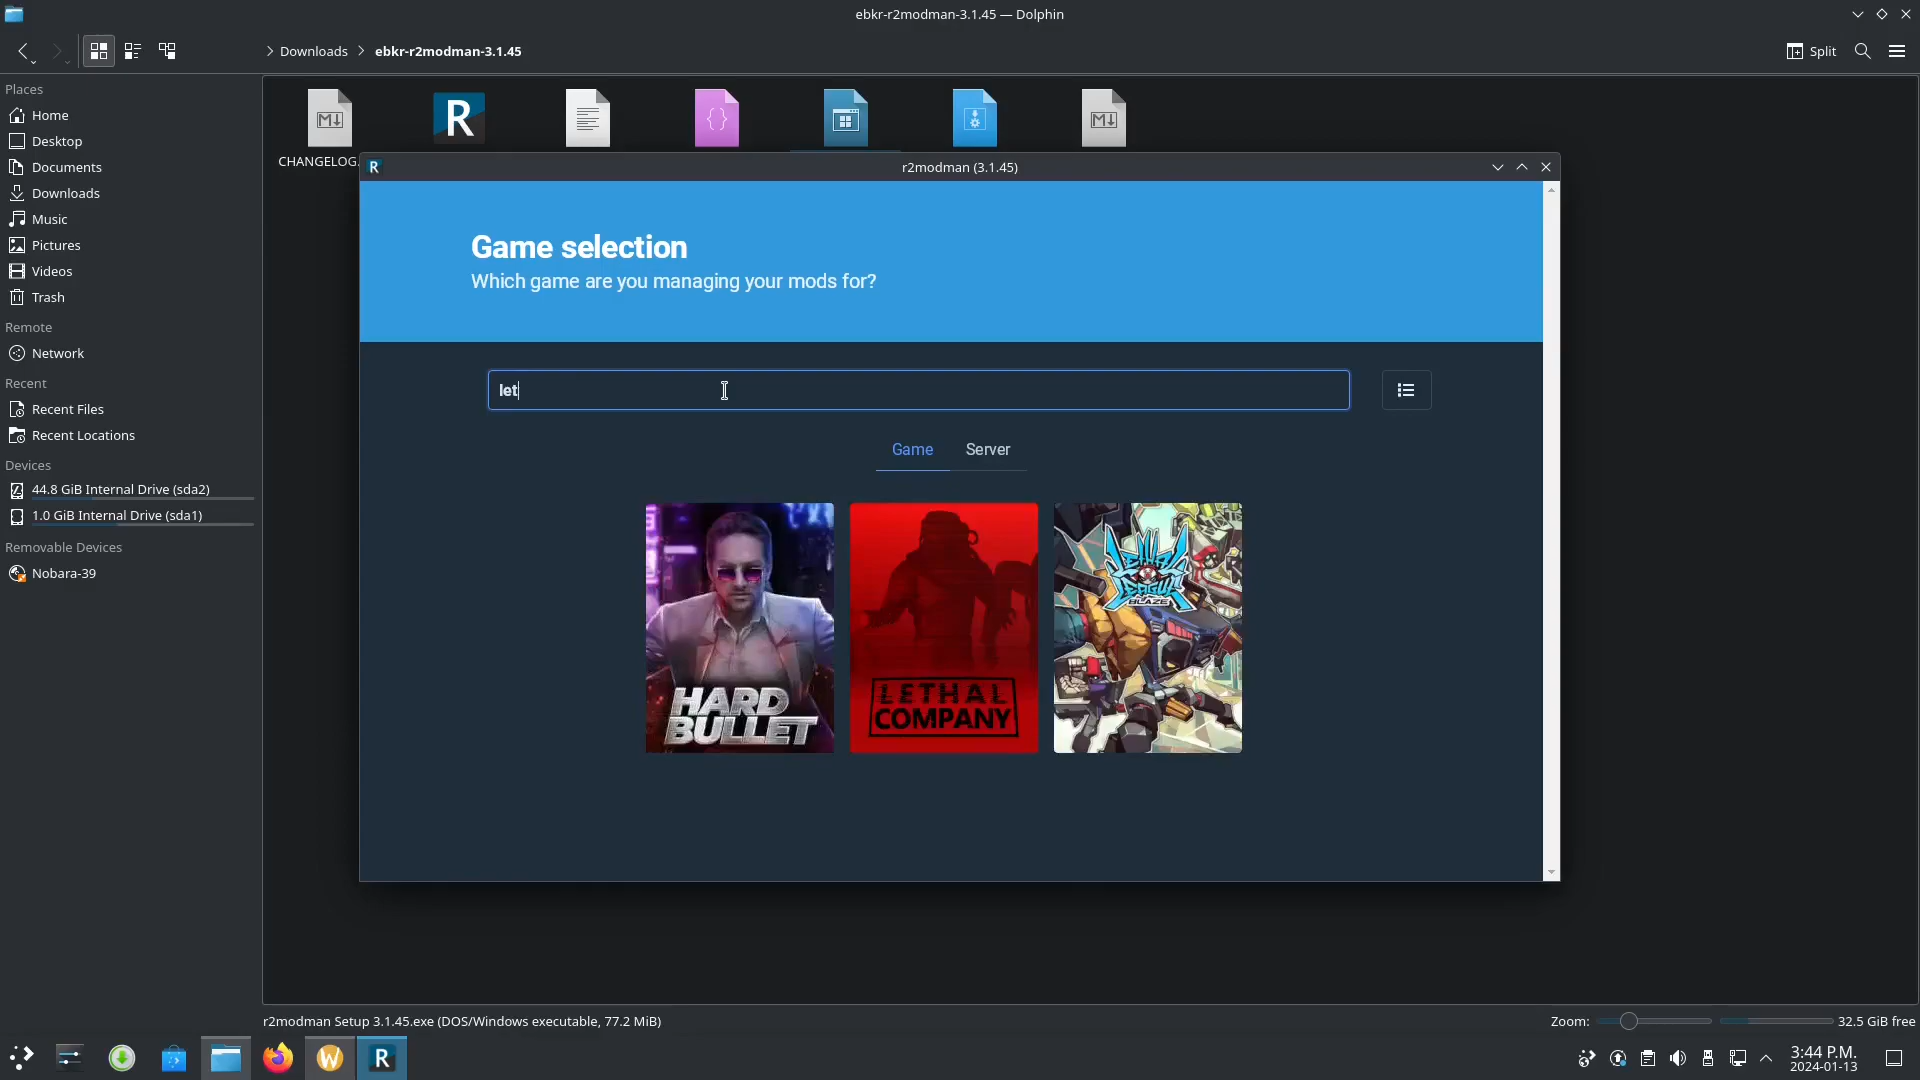 ebkr-r2modman-3.1.45 — Dolphin
Downloads
ebkr-r2modman-3.1.45
Split
Places
Home
Desktop
Documents
Downloads
Music
Pictures
Videos
Trash
Remote
Network
Recent
Recent Files
Recent Locations
Devices
44.8 GiB Internal Drive (sda2)
1.0 GiB Internal Drive (sda1)
Removable Devices
Nobara-39
CHANGELOG.
r2modman (3.1.45)
Game selection
Which game are you managing your mods for?
let
Game
Server
HARD
BULLET
LETHAL
COMPANY
LETHAL
LEAGUE
BLAZE
r2modman Setup 3.1.45.exe (DOS/Windows executable, 77.2 MiB)
Zoom:
32.5 GiB free
3:44 P.M.
2024-01-13